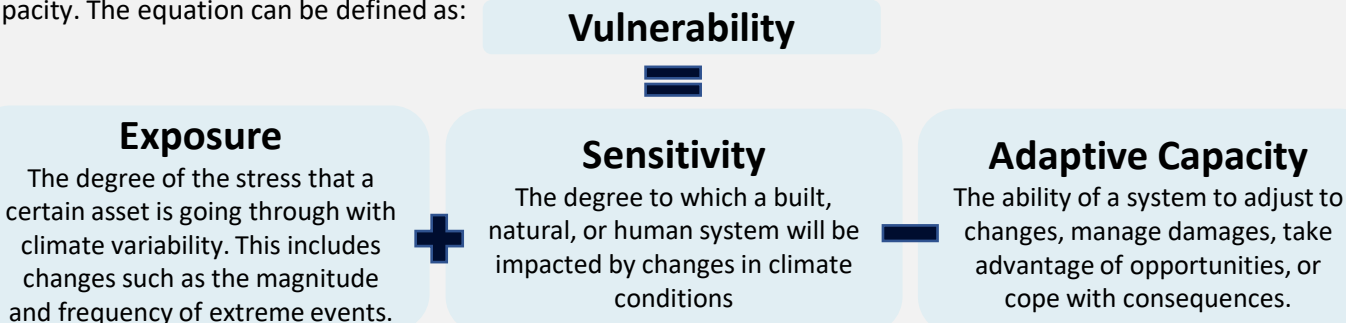 pacity. The equation can be defined as:
Vulnerability
Exposure
The degree of the stress that a
certain asset is going through with
climate variability. This includes
changes such as the magnitude
and frequency of extreme events.
Sensitivity
The degree to which a built,
natural, or human system will be
impacted by changes in climate
conditions
Adaptive Capacity
The ability of a system to adjust to
changes, manage damages, take
advantage of opportunities, or
cope with consequences.